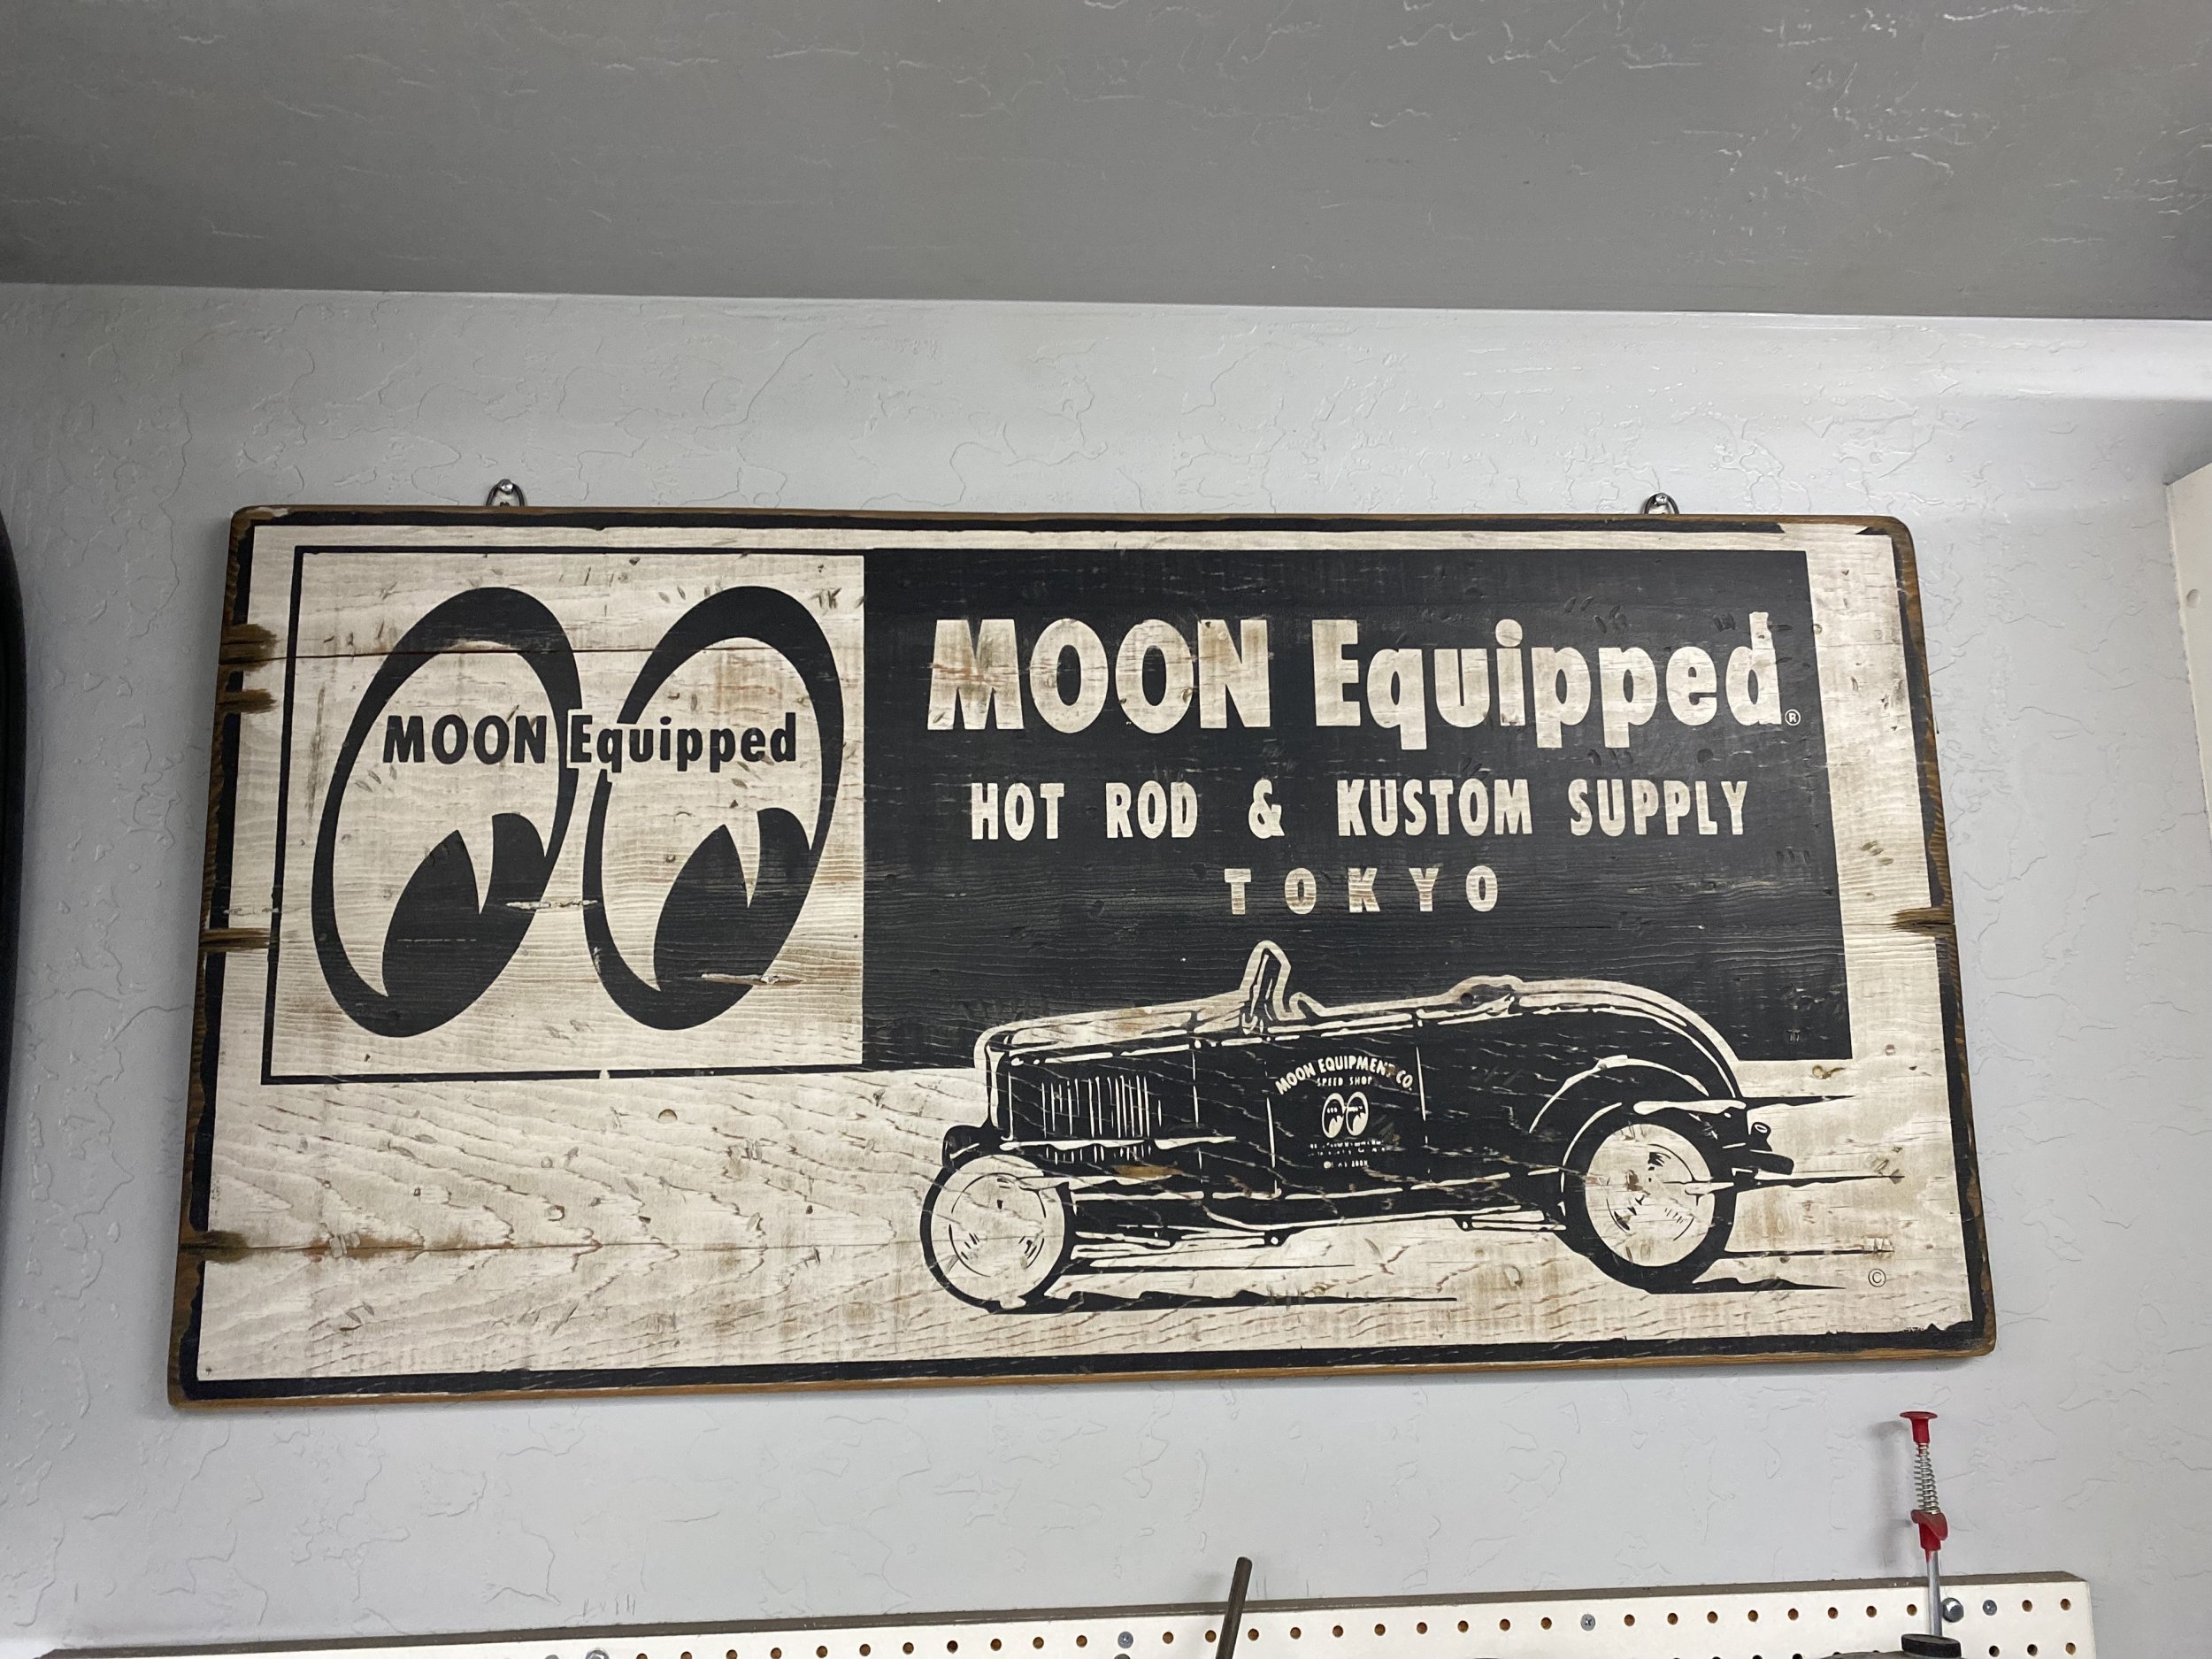 MOON Equipped
MOON Equipped®
HOT ROD & KUSTOM SUPPLY
TOKYO
MOON EQUIPMENT CO.
SPEED SHOP
©